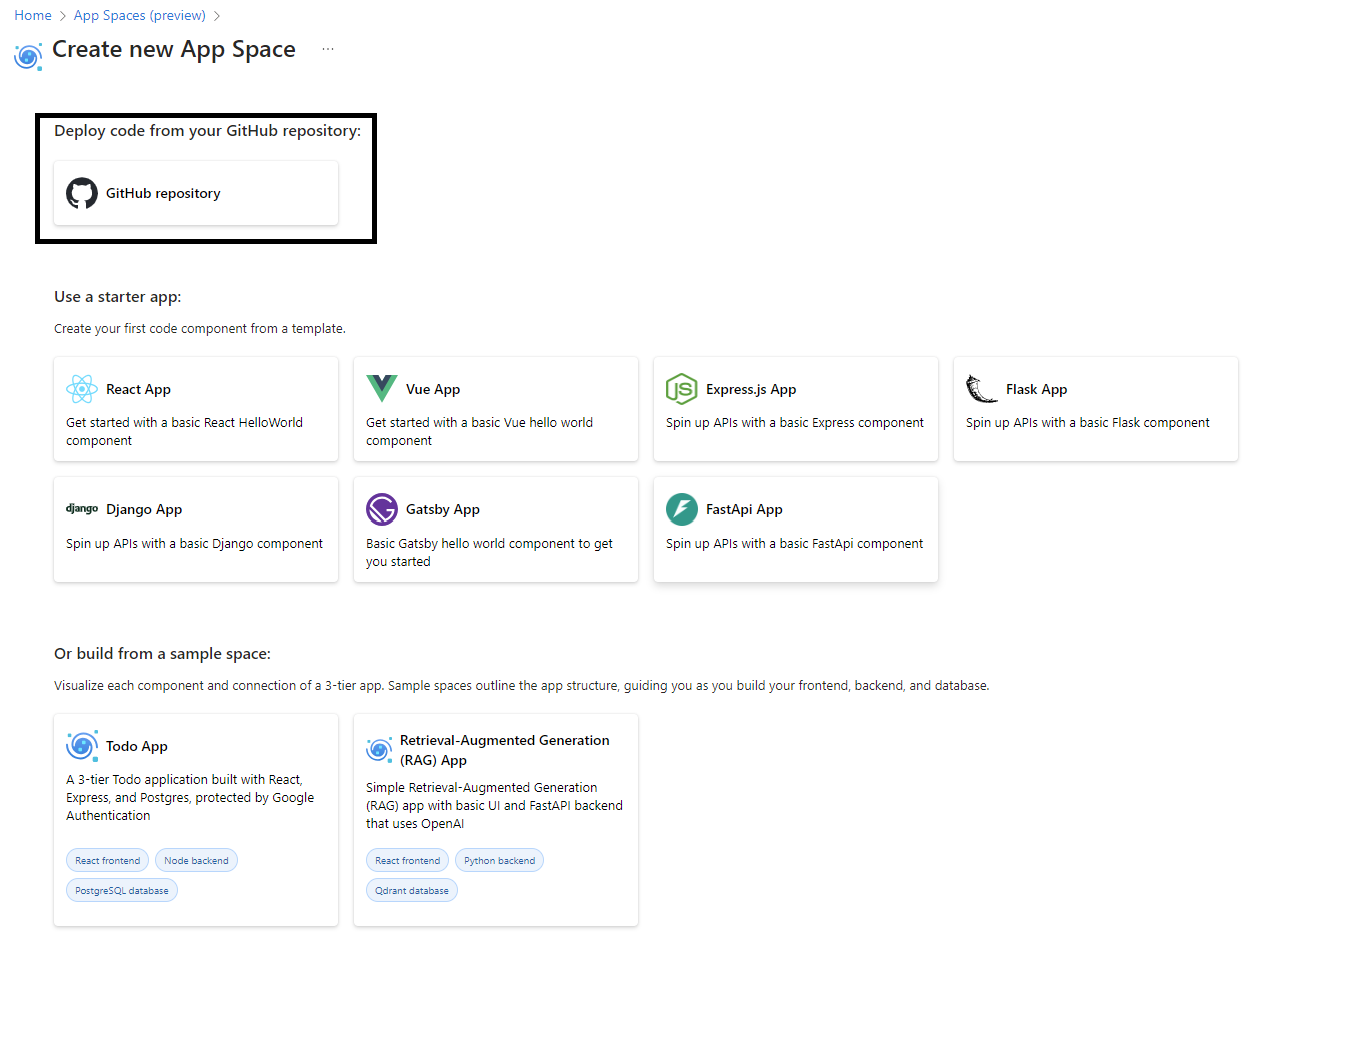 Home > App Spaces (preview) >
Create new App Space ...
Deploy code from your GitHub repository:
GitHub repository
Use a starter app:
Create your first code component from a template.
React App
Get started with a basic React HelloWorld
component
Vue App
Get started with a basic Vue hello world
component
JS
Express.js App
Spin up APIs with a basic Express component
Flask App
Spin up APIs with a basic Flask component
django
Django App
Spin up APIs with a basic Django component
Gatsby App
Basic Gatsby hello world component to get
you started
FastApi App
Spin up APIs with a basic FastApi component
Or build from a sample space:
Visualize each component and connection of a 3-tier app. Sample spaces outline the app structure, guiding you as you build your frontend, backend, and database.
Todo App
A 3-tier Todo application built with React,
Express, and Postgres, protected by Google
Authentication
React frontend
Node backend
PostgreSQL database
Retrieval-Augmented Generation
(RAG) App
Simple Retrieval-Augmented Generation
(RAG) app with basic UI and FastAPI backend
that uses OpenAI
React frontend
Python backend
Qdrant database